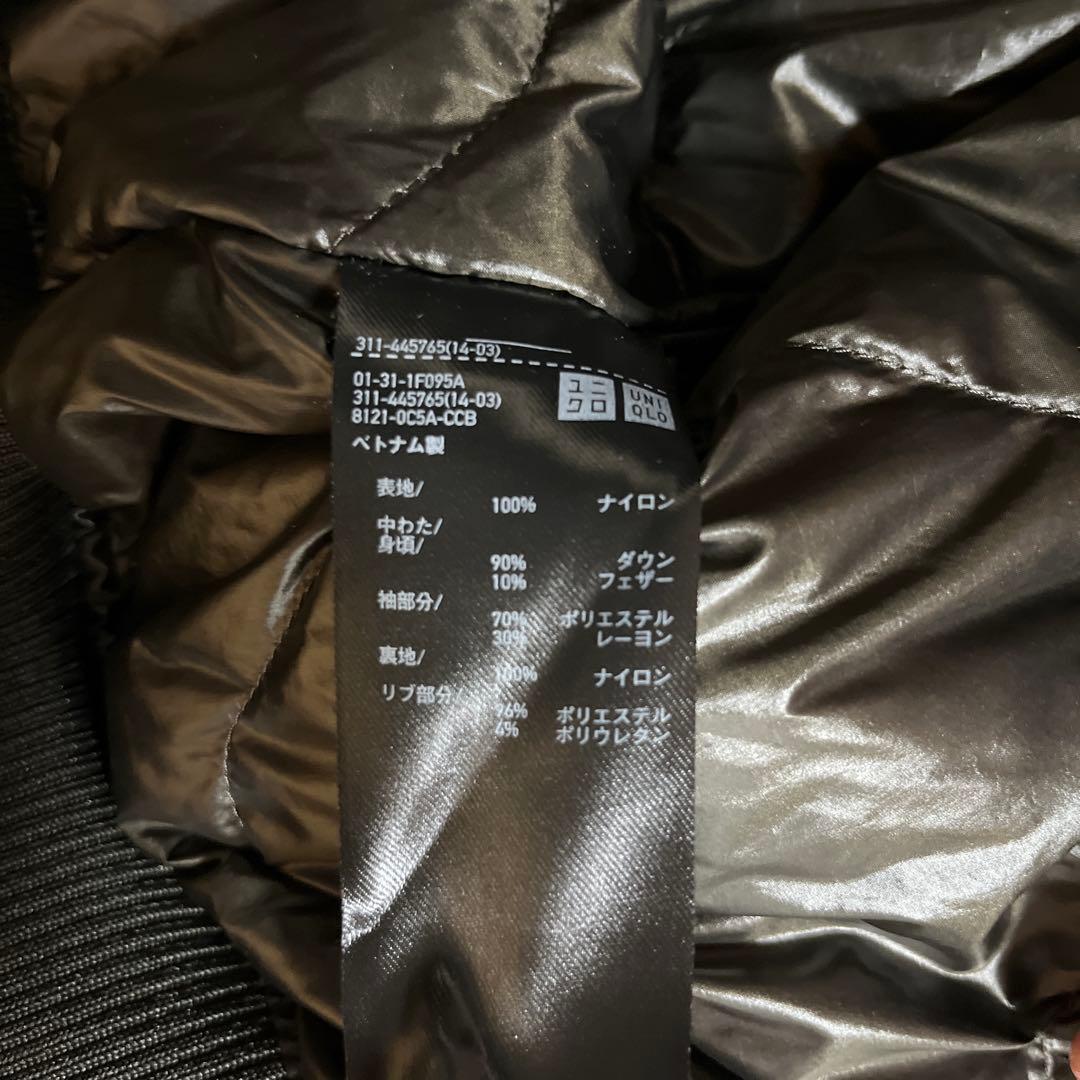 311-445765(14-03)
01-31-1F095A
311-445765(14-03)
8121-0C5A-CCB
ユニ
クロ
UNI
QLO
ベトナム製
表地/
100% ナイロン
中わた/
身頃/
90% ダウン
10% フェザー
袖部分/
70% ポリエステル
30% レーヨン
裏地/
100% ナイロン
リブ部分/
96% ポリエステル
4% ポリウレタン